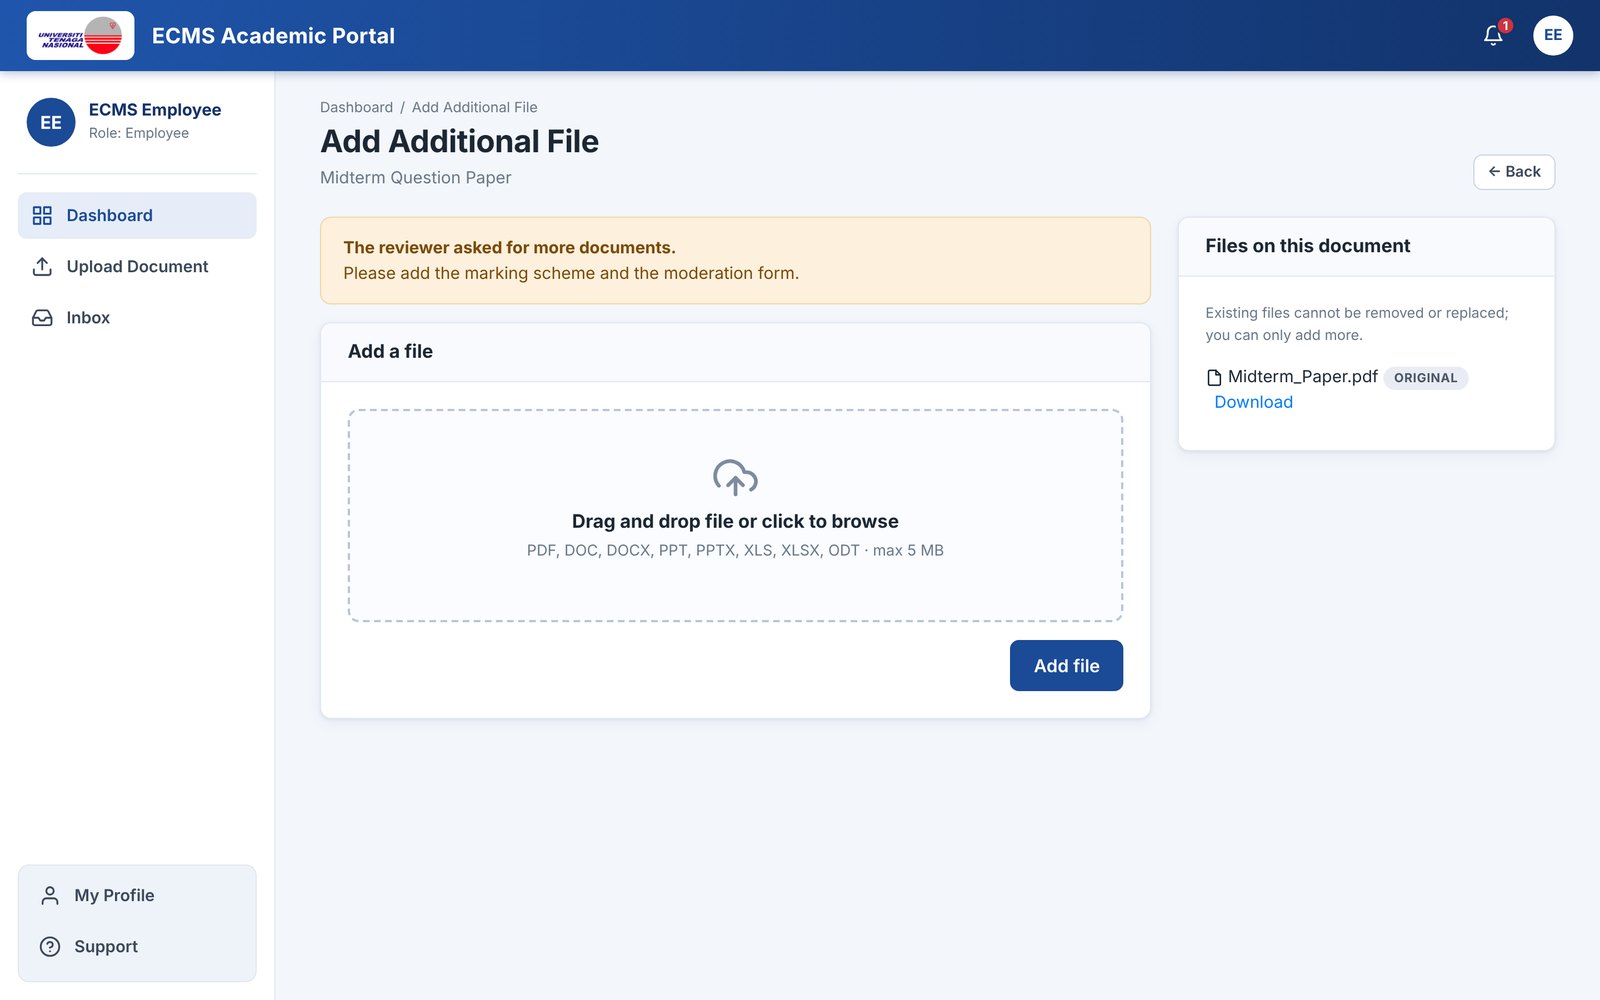 UNIVERSITI
TENAGA
NASIONAL
ECMS Academic Portal
1
EE
EE
ECMS Employee
Role: Employee
Dashboard
Upload Document
Inbox
My Profile
Support
Dashboard / Add Additional File
Add Additional File
Midterm Question Paper
← Back
The reviewer asked for more documents.
Please add the marking scheme and the moderation form.
Add a file
Drag and drop file or click to browse
PDF, DOC, DOCX, PPT, PPTX, XLS, XLSX, ODT · max 5 MB
Add file
Files on this document
Existing files cannot be removed or replaced;
you can only add more.
Midterm_Paper.pdf ORIGINAL
Download